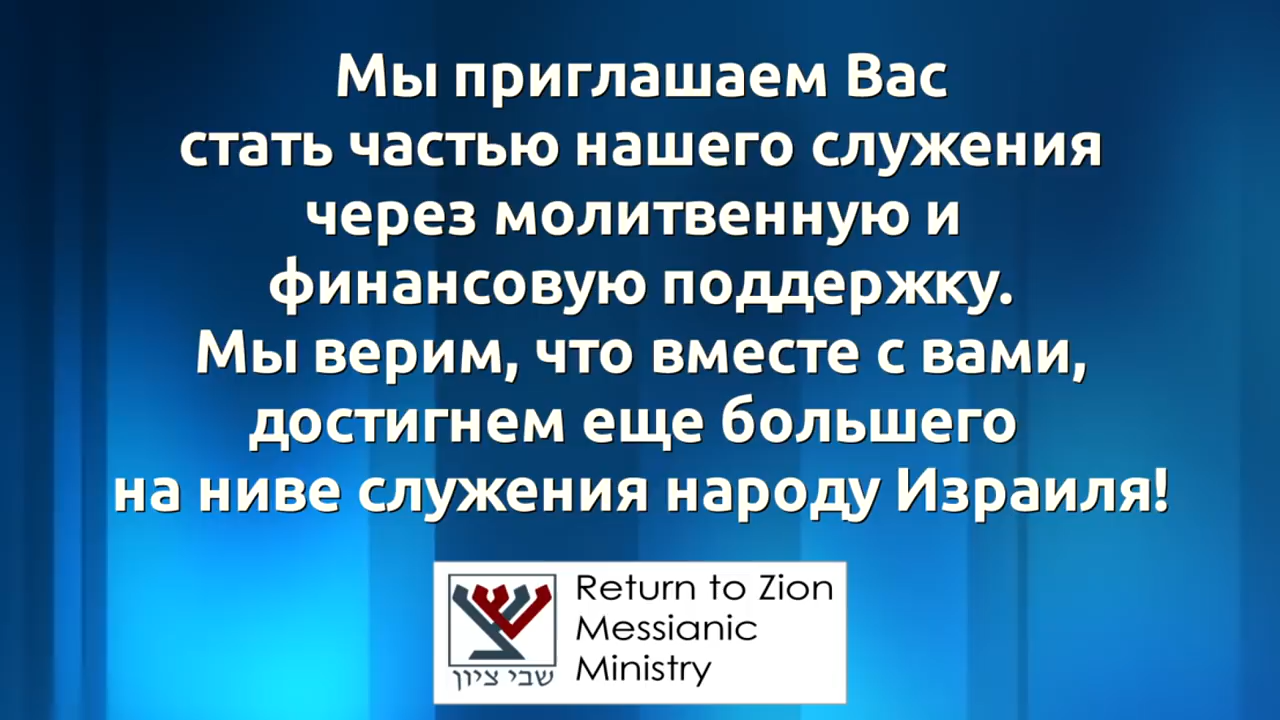 Мы приглашаем Вас
стать частью нашего служения
через молитвенную и
финансовую поддержку.
Мы верим, что вместе с вами,
достигнем еще большего
на ниве служения народу Израиля!
Return to Zion
Messianic
Ministry
שבי ציון